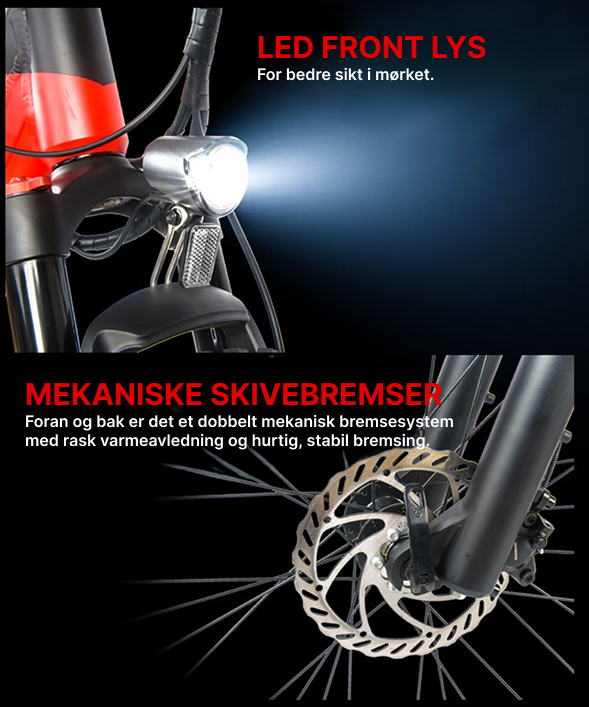 LED FRONT LYS
For bedre sikt i mørket.
MEKANISKE SKIVEBREMSER
Foran og bak er det et dobbelt mekanisk bremsesystem
med rask varmeavledning og hurtig, stabil bremsing.